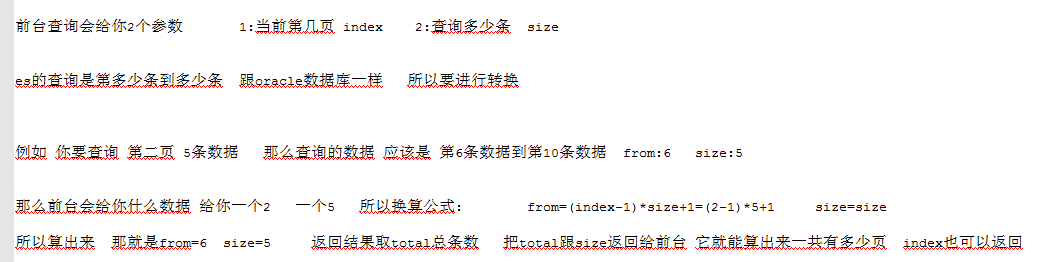 前台查询会给你2个参数 1:当前第几页 index 2:查询多少条 size
es的查询是第多少条到多少条 跟oracle数据库一样 所以要进行转换
例如 你要查询 第二页 5条数据 那么查询的数据 应该是 第6条数据到第10条数据 from:6 size:5
那么前台会给你什么数据 给你一个2 一个5 所以换算公式: from=(index-1)*size+1=(2-1)*5+1 size=size
所以算出来 那就是from=6 size=5 返回结果取total总条数 把total跟size返回给前台 它就能算出来一共有多少页 index也可以返回